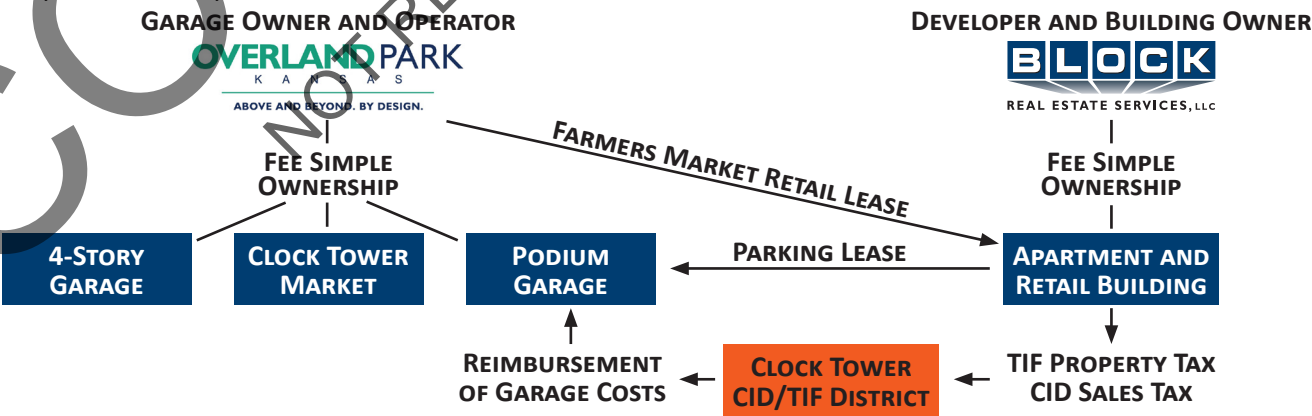 GARAGE OWNER AND OPERATOR
DEVELOPER AND BUILDING OWNER
OVERLAND PARK
KANSAS
ABOVE AND BEYOND. BY DESIGN.
BLOCK
REAL ESTATE SERVICES, LLC
NOT RE
CO
FARMERS MARKET RETAIL LEASE
FEE SIMPLE
OWNERSHIP
FEE SIMPLE
OWNERSHIP
4-STORY
GARAGE
CLOCK TOWER
MARKET
PODIUM
GARAGE
PARKING LEASE
APARTMENT AND
RETAIL BUILDING
REIMBURSEMENT
OF GARAGE COSTS
CLOCK TOWER
CID/TIF DISTRICT
TIF PROPERTY TAX
CID SALES TAX